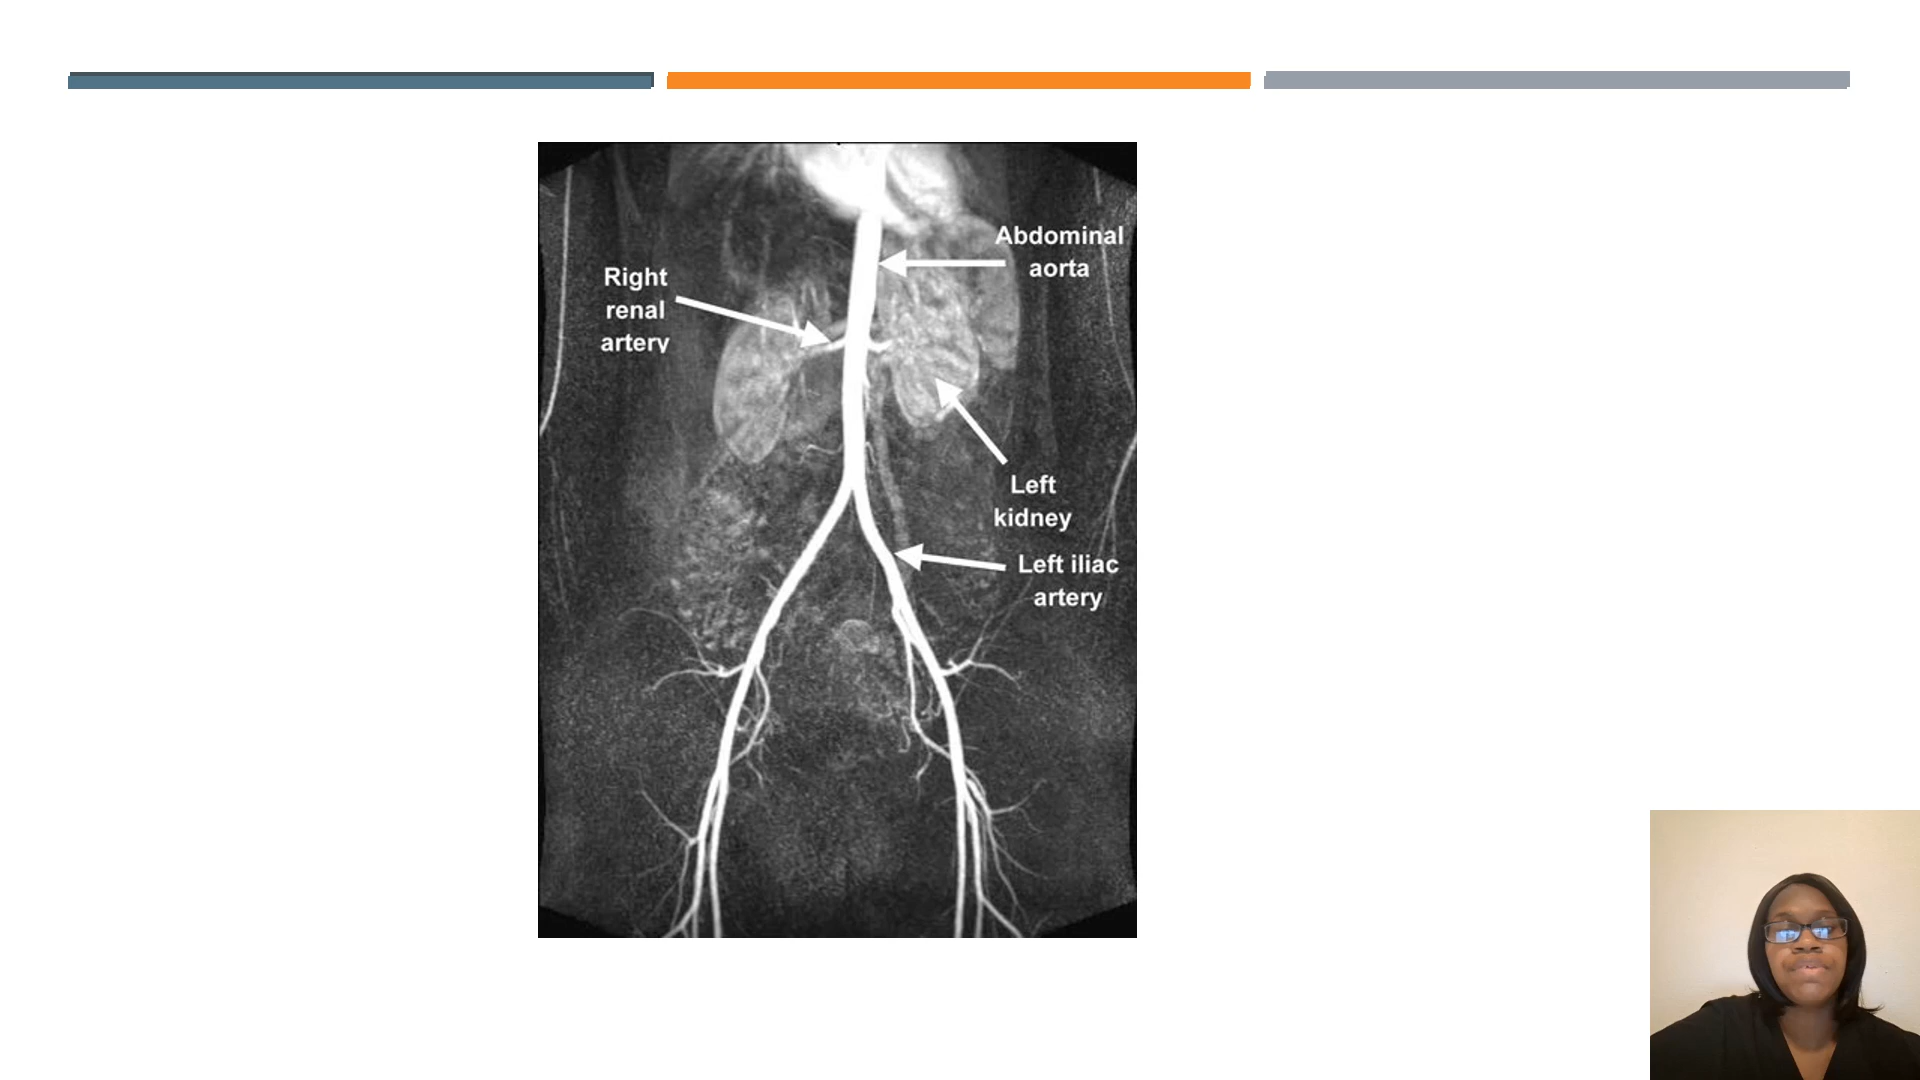 Abdominal
aorta
Right
renal
artery
Left
kidney
Left iliac
artery